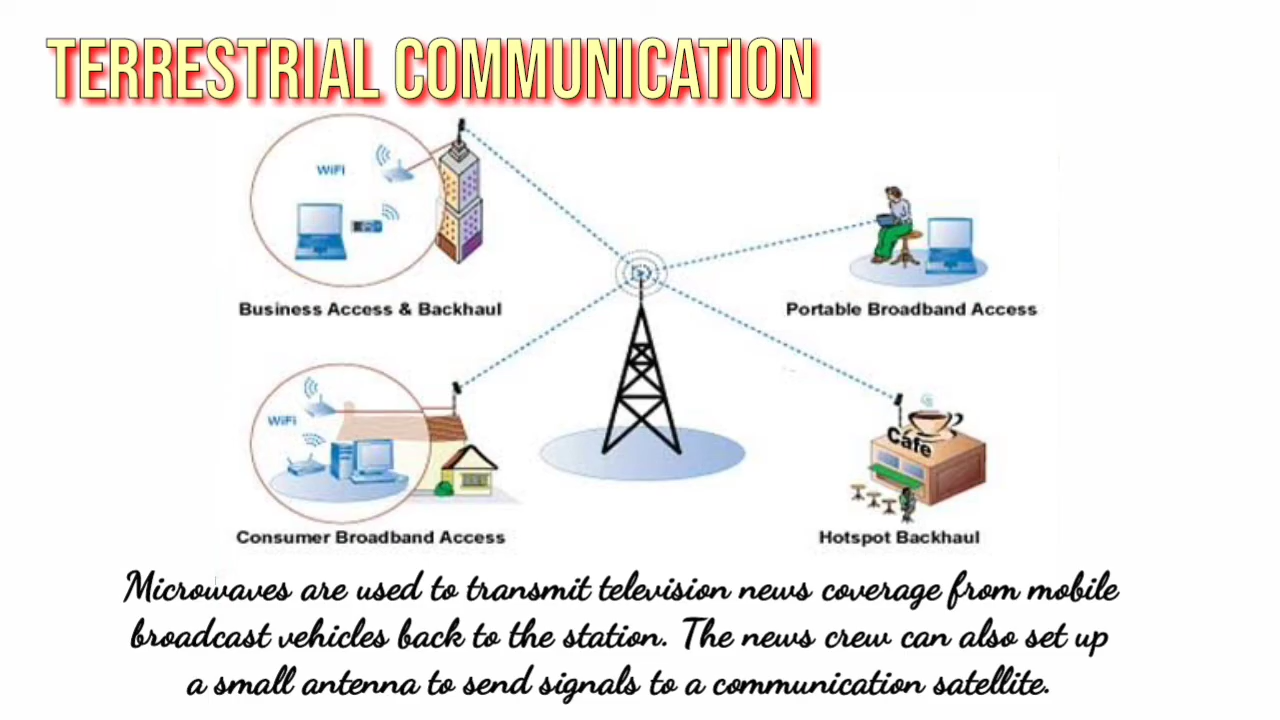 TERRESTRIAL COMMUNICATION
WiFi
Business Access & Backhaul
Portable Broadband Access
WiFi
Cafe
Consumer Broadband Access
Hotspot Backhaul
Microwaves are used to transmit television news coverage from mobile
broadcast vehicles back to the station. The news crew can also set up
a small antenna to send signals to a communication satellite.